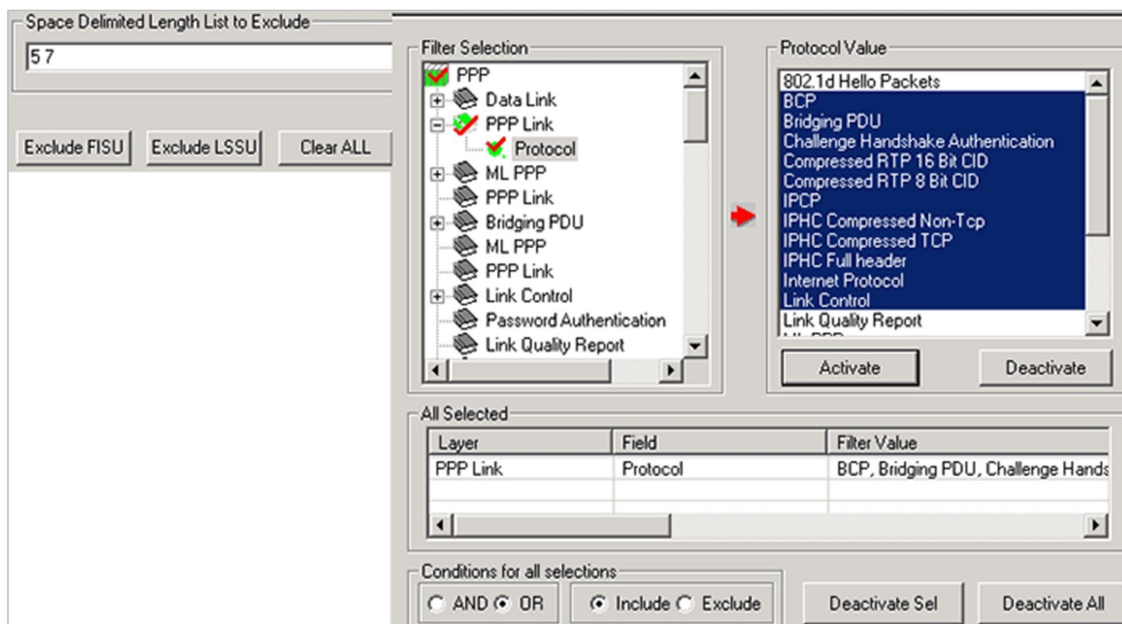 Space Delimited Length List to Exclude
5 7
Exclude FISU
Exclude LSSU
Clear ALL
Filter Selection
PPP
Data Link
PPP Link
Protocol
ML PPP
PPP Link
Bridging PDU
ML PPP
PPP Link
Link Control
Password Authentication
Link Quality Report
Protocol Value
802.1d Hello Packets
BCP
Bridging PDU
Challenge Handshake Authentication
Compressed RTP 16 Bit CID
Compressed RTP 8 Bit CID
IPCP
IPHC Compressed Non-Tcp
IPHC Compressed TCP
IPHC Full header
Internet Protocol
Link Control
Link Quality Report
Activate
Deactivate
All Selected
Layer Field Filter Value
PPP Link Protocol BCP, Bridging PDU, Challenge Hands
Conditions for all selections
AND OR
Include Exclude
Deactivate Sel
Deactivate All